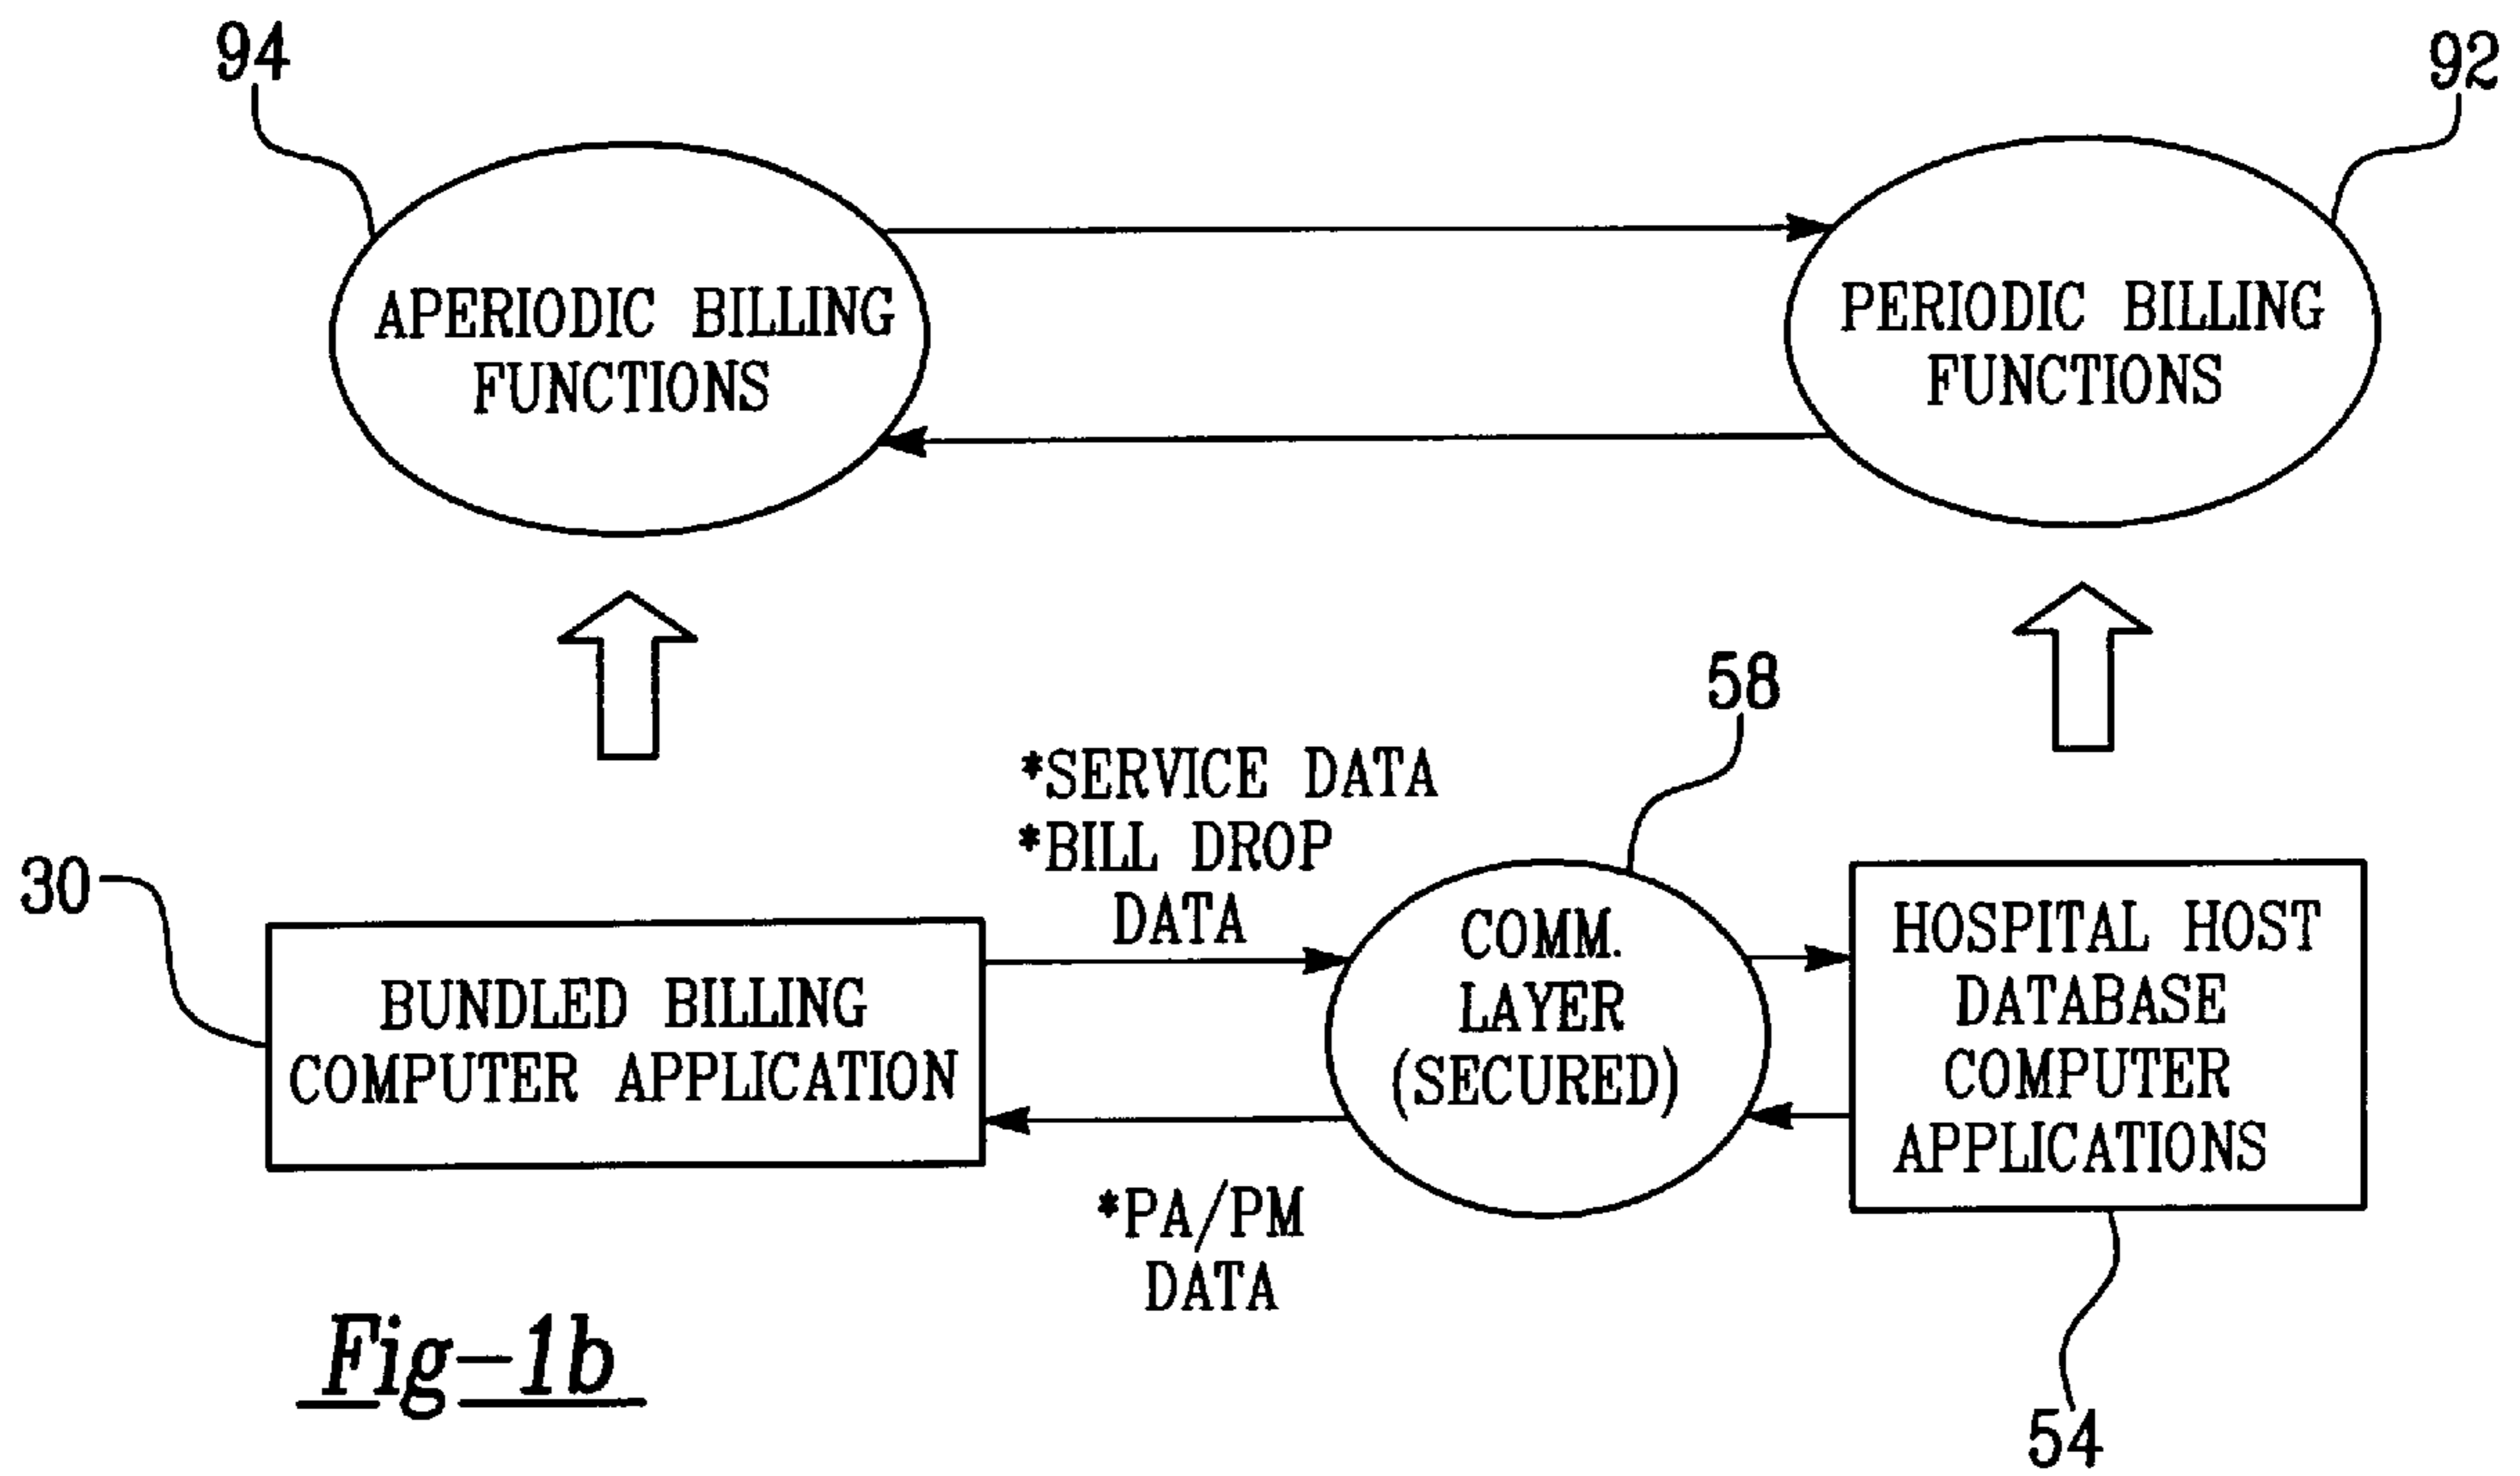 94
92
APERIODIC BILLING
FUNCTIONS
PERIODIC BILLING
FUNCTIONS
58
*SERVICE DATA
*BILL DROP
DATA
30
BUNDLED BILLING
COMPUTER APPLICATION
COMM.
LAYER
(SECURED)
HOSPITAL HOST
DATABASE
COMPUTER
APPLICATIONS
*PA/PM
DATA
54
Fig-1b